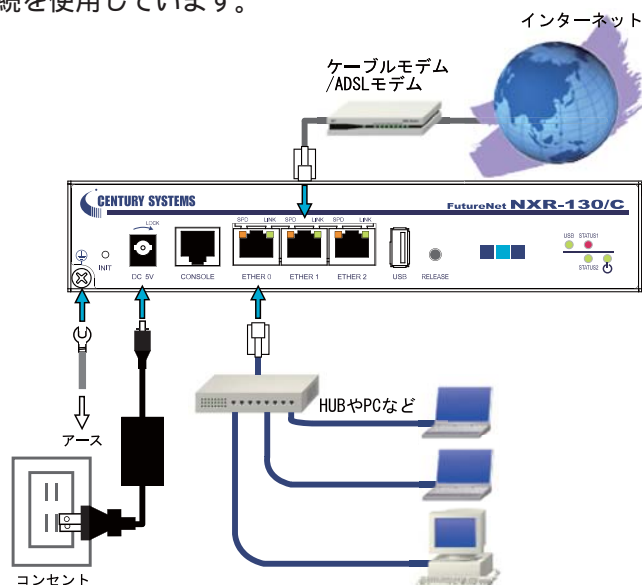 続を使用しています。
インターネット
ケーブルモデム
/ADSLモデム
CENTURY SYSTEMS
FutureNet NXR-130/C
LOCK
SPD LINK SPD LINK SPD LINK
USB STATUS1
INIT
STATUS2
DC 5V CONSOLE ETHER 0 ETHER 1 ETHER 2 USB RELEASE
HUBやPCなど
アース
コンセント